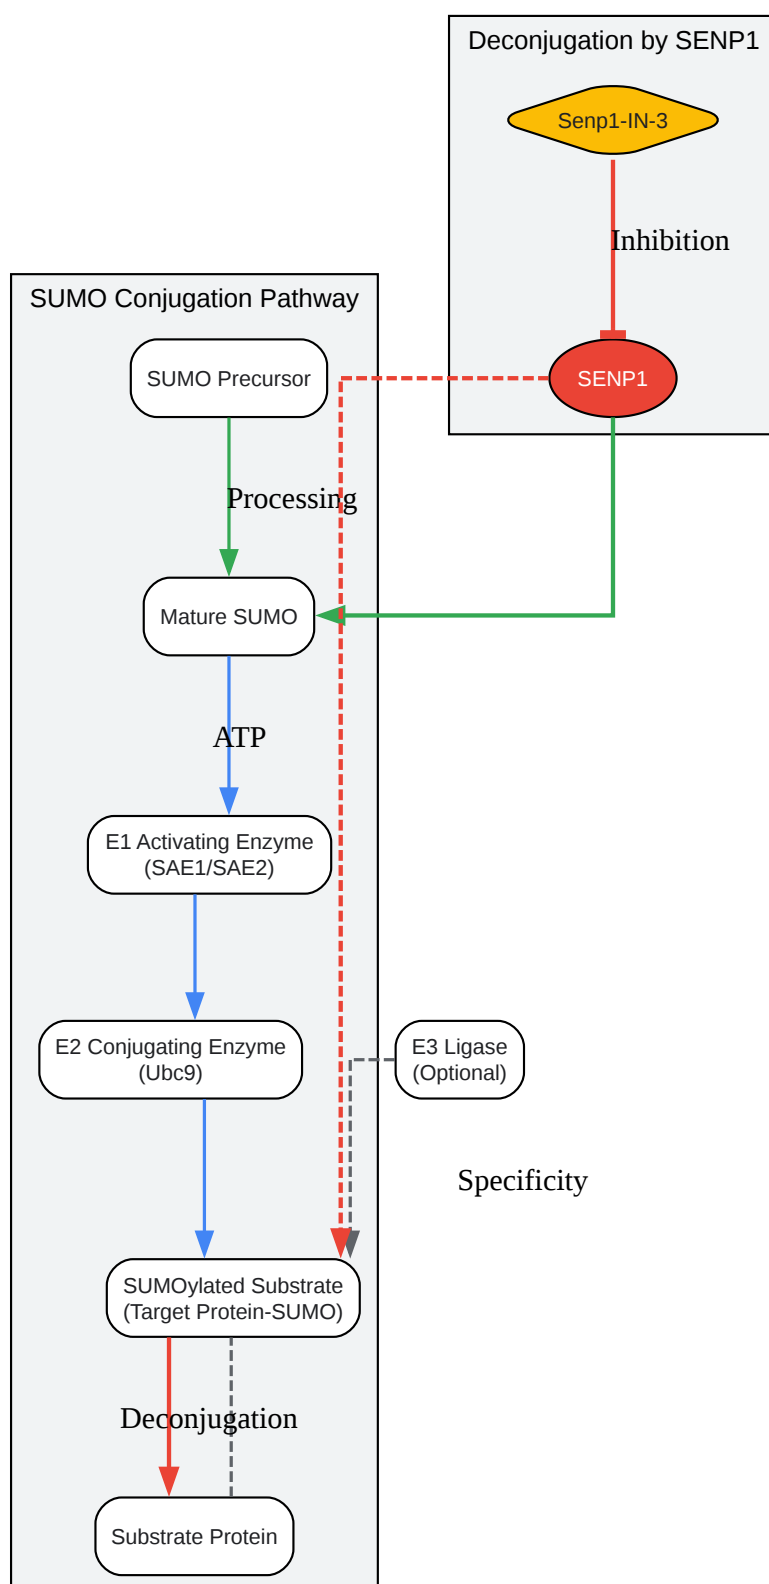 Deconjugation by SENP1
Senp1-IN-3
Inhibition
SUMO Conjugation Pathway
SUMO Precursor
SENP1
Processing
Mature SUMO
ATP
E1 Activating Enzyme
(SAE1/SAE2)
E2 Conjugating Enzyme
(Ubc9)
E3 Ligase
(Optional)
Specificity
SUMOylated Substrate
(Target Protein-SUMO)
Deconjugation
Substrate Protein